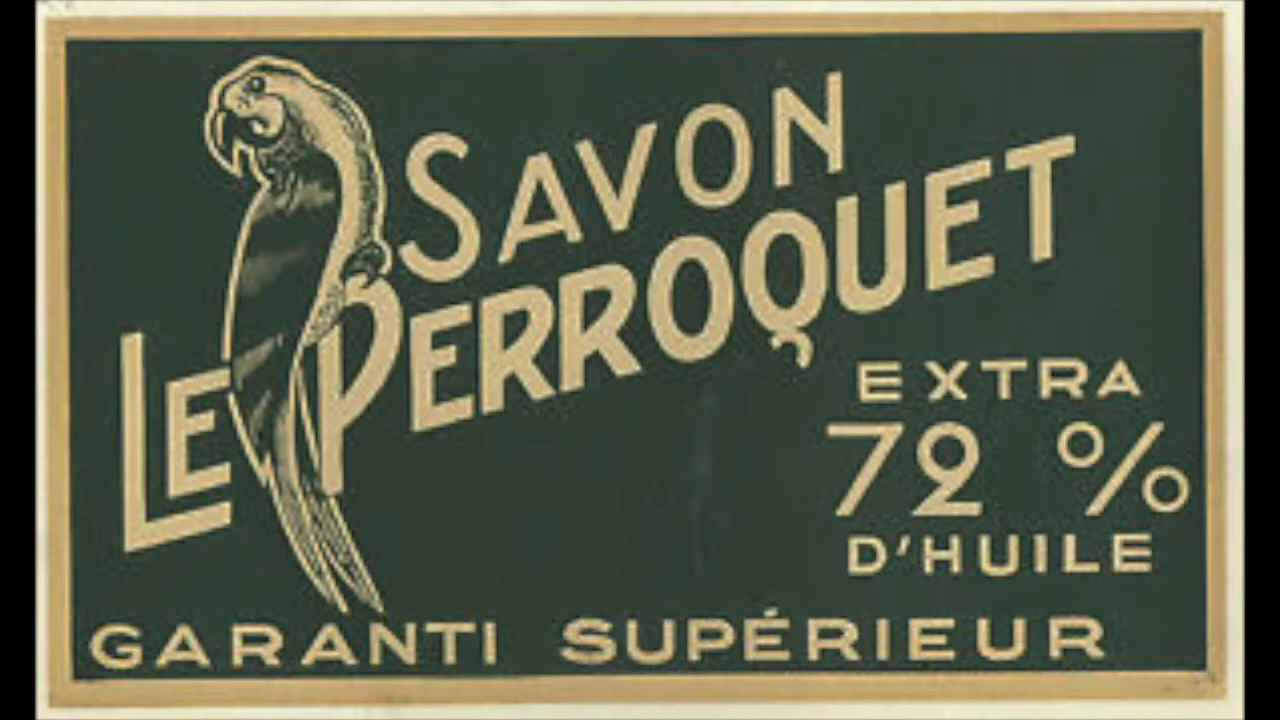 SAVON
LE PERROQUET
EXTRA
72 %
D'HUILE
GARANTI SUPÉRIEUR